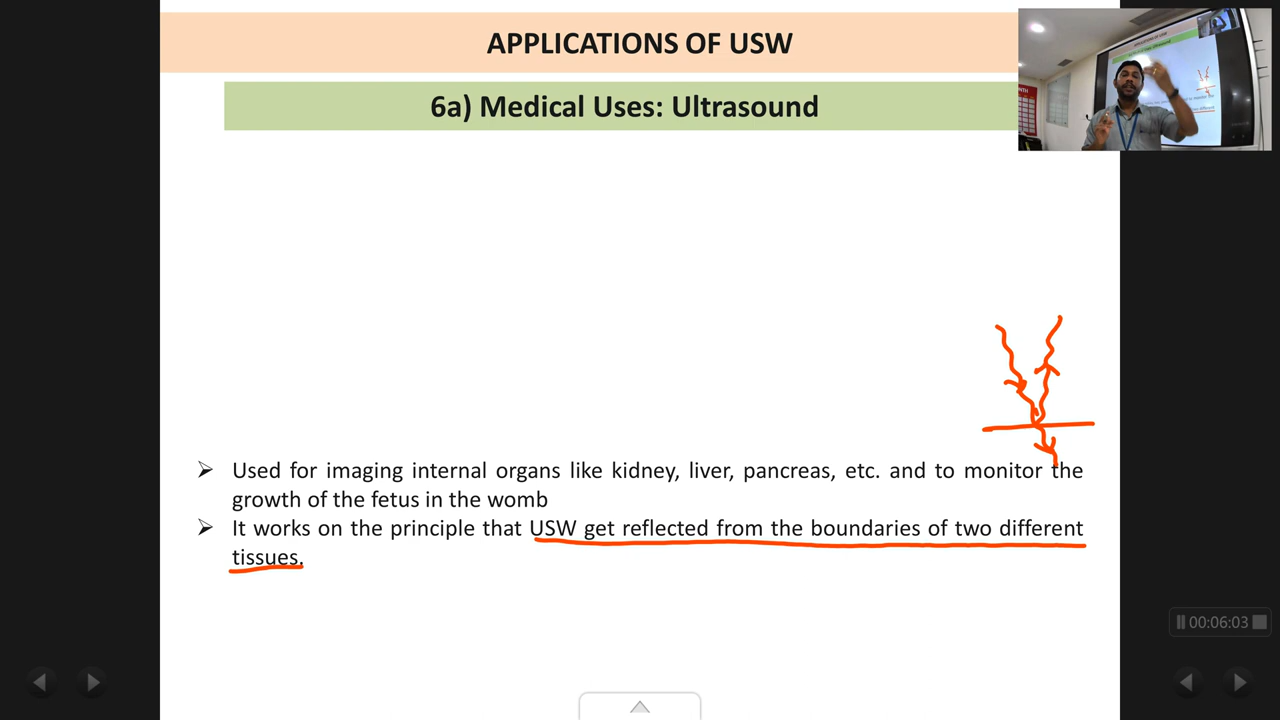 APPLICATIONS OF USW
6a) Medical Uses: Ultrasound
➢ Used for imaging internal organs like kidney, liver, pancreas, etc. and to monitor the
growth of the fetus in the womb
➢ It works on the principle that USW get reflected from the boundaries of two different
tissues.
00:06:03